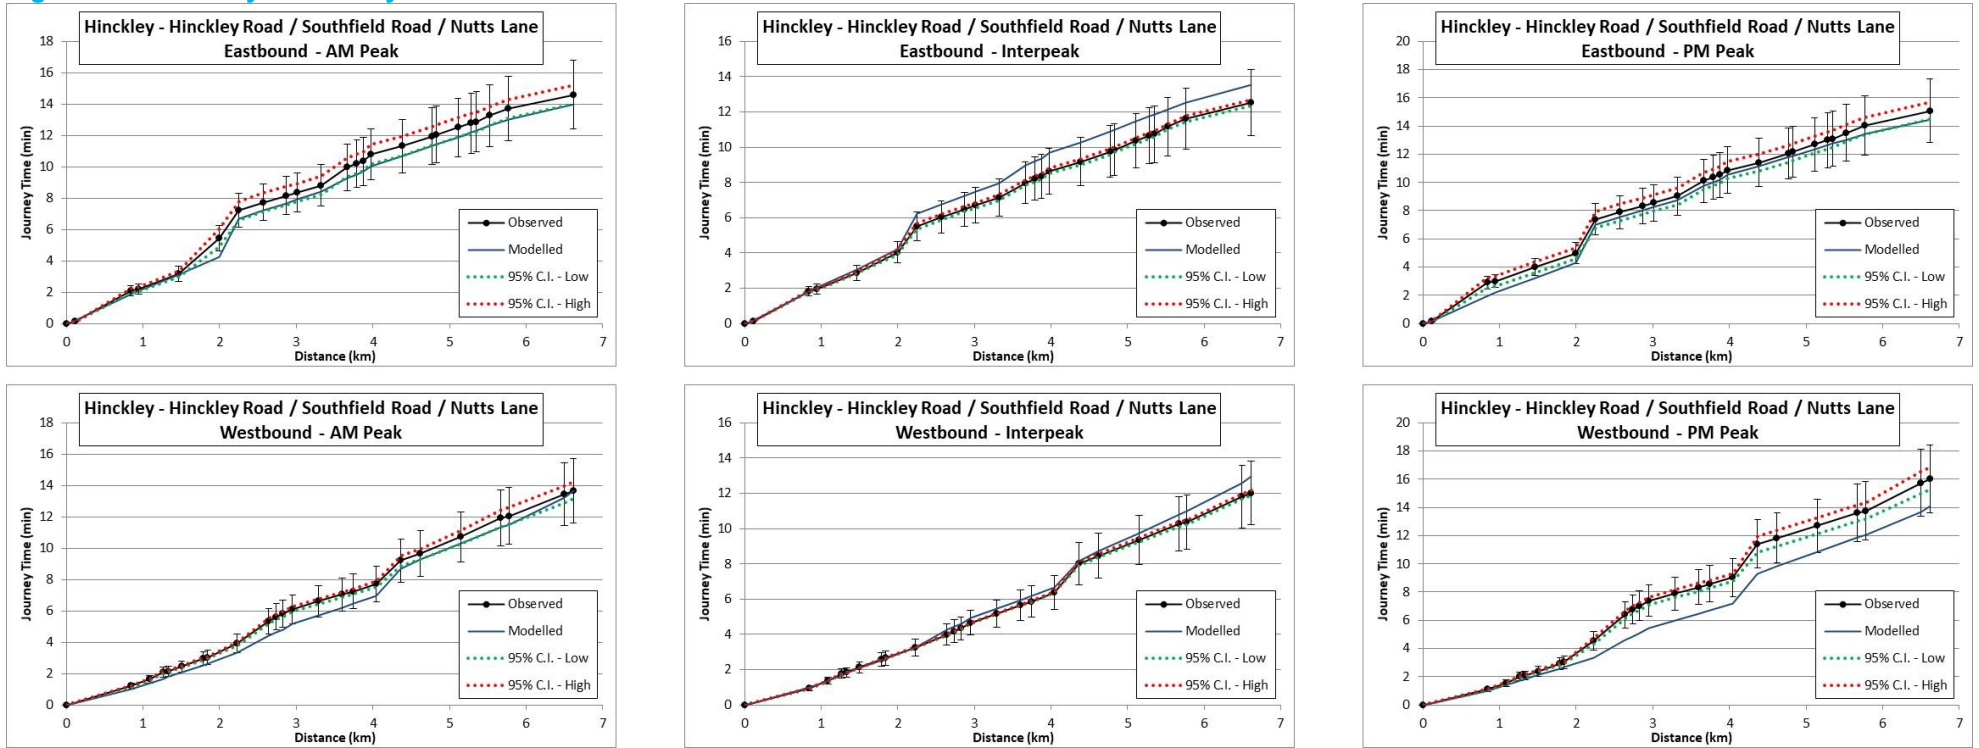 Hinckley - Hinckley Road / Southfield Road / Nutts Lane
Eastbound - AM Peak
Journey Time (min)
18
16
14
12
10
8
6
4
2
0
0 1 2 3 4 5 6 7
Distance (km)
Observed
Modelled
95% C.I. - Low
95% C.I. - High
Hinckley - Hinckley Road / Southfield Road / Nutts Lane
Eastbound - Interpeak
Journey Time (min)
16
14
12
10
8
6
4
2
0
0 1 2 3 4 5 6 7
Distance (km)
Observed
Modelled
95% C.I. - Low
95% C.I. - High
Hinckley - Hinckley Road / Southfield Road / Nutts Lane
Eastbound - PM Peak
Journey Time (min)
20
18
16
14
12
10
8
6
4
2
0
0 1 2 3 4 5 6 7
Distance (km)
Observed
Modelled
95% C.I. - Low
95% C.I. - High
Hinckley - Hinckley Road / Southfield Road / Nutts Lane
Westbound - AM Peak
Journey Time (min)
18
16
14
12
10
8
6
4
2
0
0 1 2 3 4 5 6 7
Distance (km)
Observed
Modelled
95% C.I. - Low
95% C.I. - High
Hinckley - Hinckley Road / Southfield Road / Nutts Lane
Westbound - Interpeak
Journey Time (min)
16
14
12
10
8
6
4
2
0
0 1 2 3 4 5 6 7
Distance (km)
Observed
Modelled
95% C.I. - Low
95% C.I. - High
Hinckley - Hinckley Road / Southfield Road / Nutts Lane
Westbound - PM Peak
Journey Time (min)
20
18
16
14
12
10
8
6
4
2
0
0 1 2 3 4 5 6 7
Distance (km)
Observed
Modelled
95% C.I. - Low
95% C.I. - High